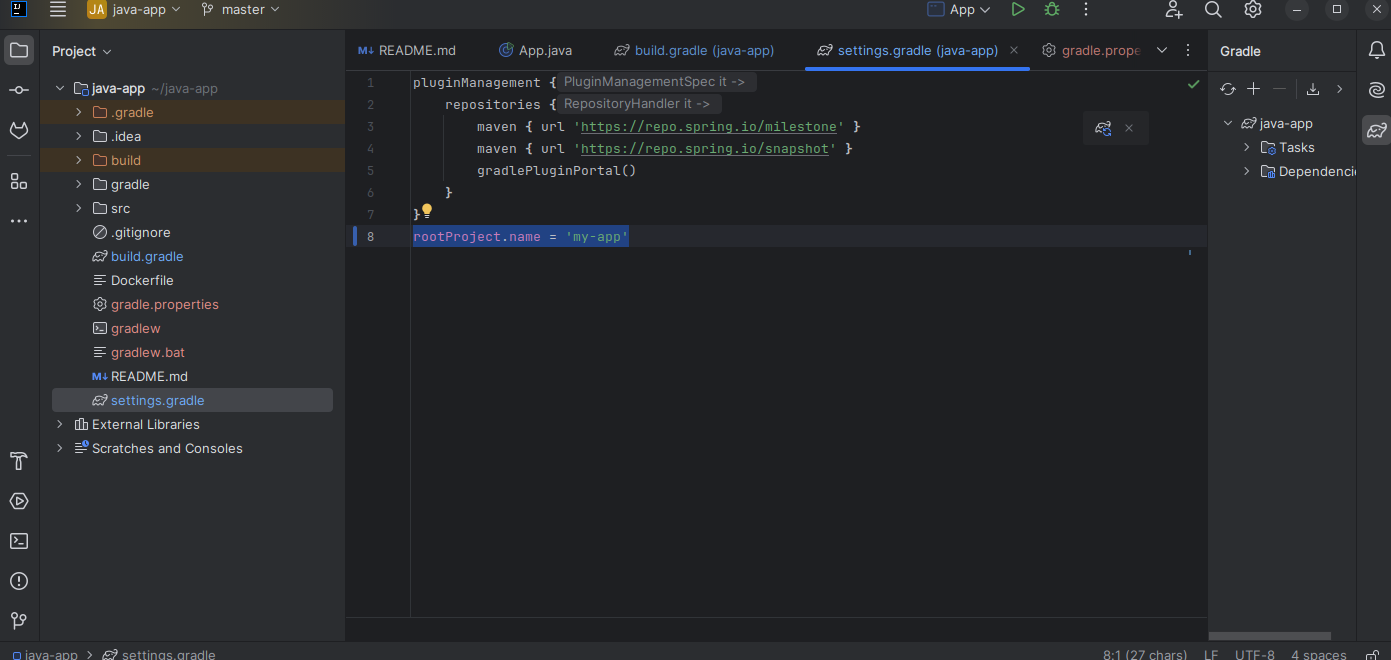 JA java-app
master
App
Project
README.md
App.java
build.gradle (java-app)
settings.gradle (java-app)
gradle.prope
Gradle
java-app ~/java-app
.gradle
.idea
build
gradle
src
.gitignore
build.gradle
Dockerfile
gradle.properties
gradlew
gradlew.bat
M↓ README.md
settings.gradle
External Libraries
Scratches and Consoles
1 pluginManagement { PluginManagementSpec it ->
2 repositories { RepositoryHandler it ->
3 maven { url 'https://repo.spring.io/milestone' }
4 maven { url 'https://repo.spring.io/snapshot' }
5 gradlePluginPortal()
6 }
7 }
8 rootProject.name = 'my-app'
java-app
Tasks
Dependencie
java-app > settings.gradle
8:1 (27 chars) LF UTF-8 4 spaces